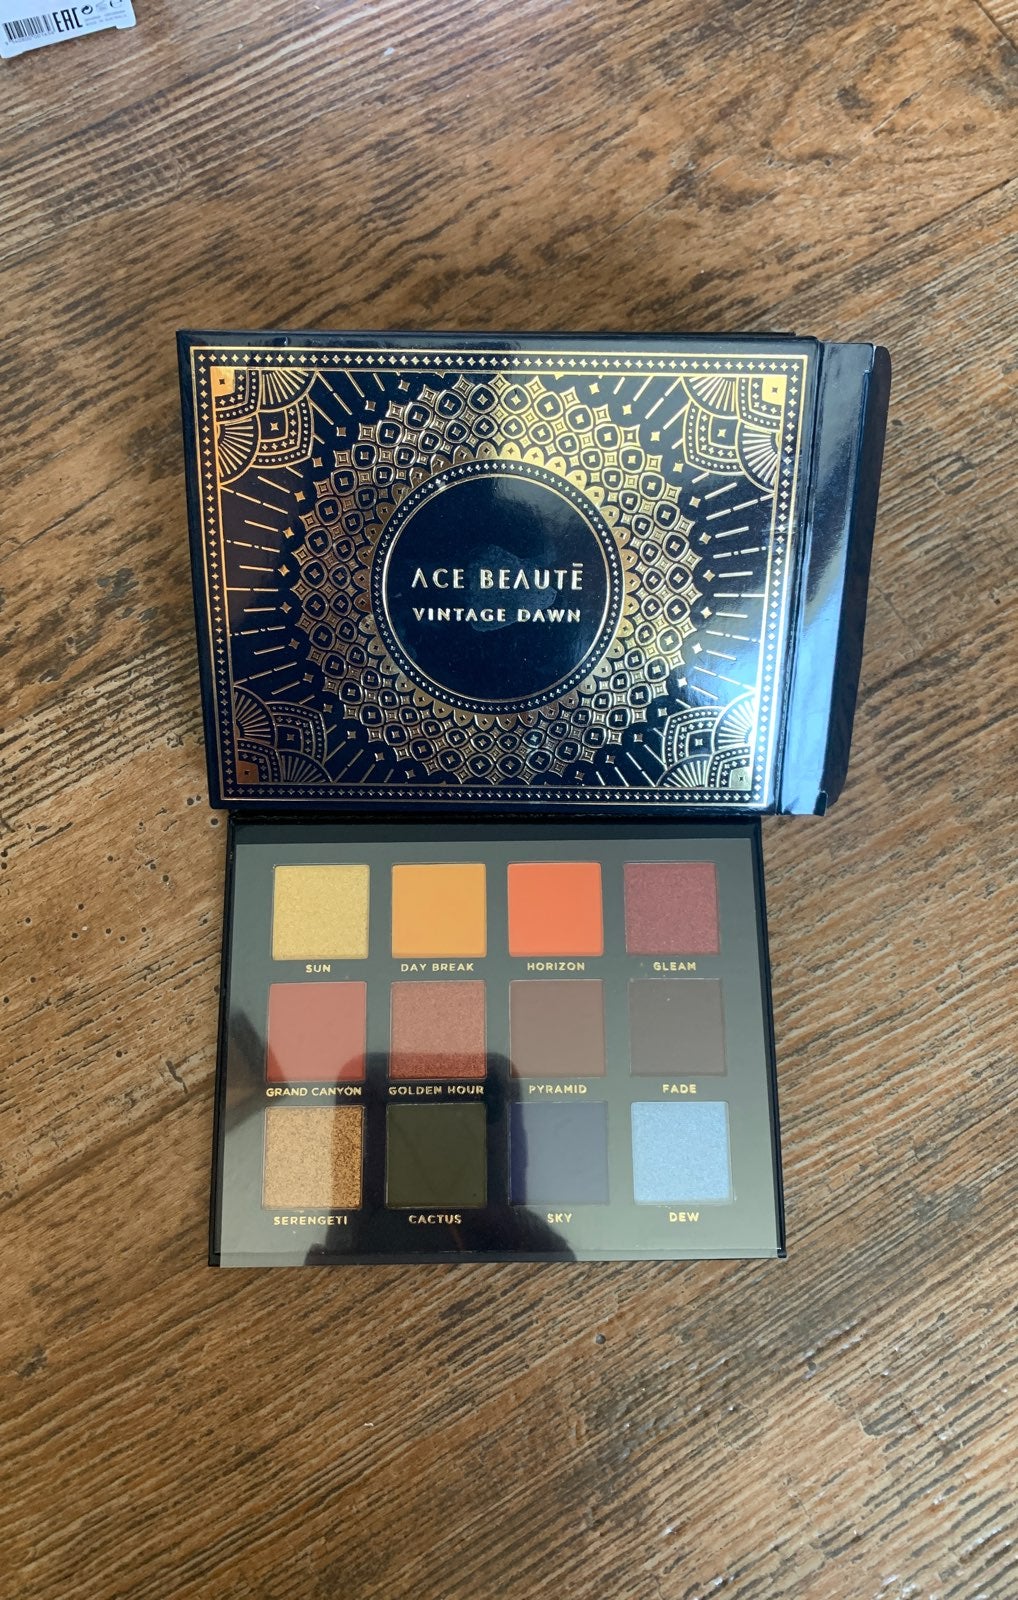 EAC
ACE BEAUTÉ
VINTAGE DAWN
SUN
DAY BREAK
HORIZON
GLEAM
GRAND CANYON
GOLDEN HOUR
PYRAMID
FADE
SERENGETI
CACTUS
SKY
DEW